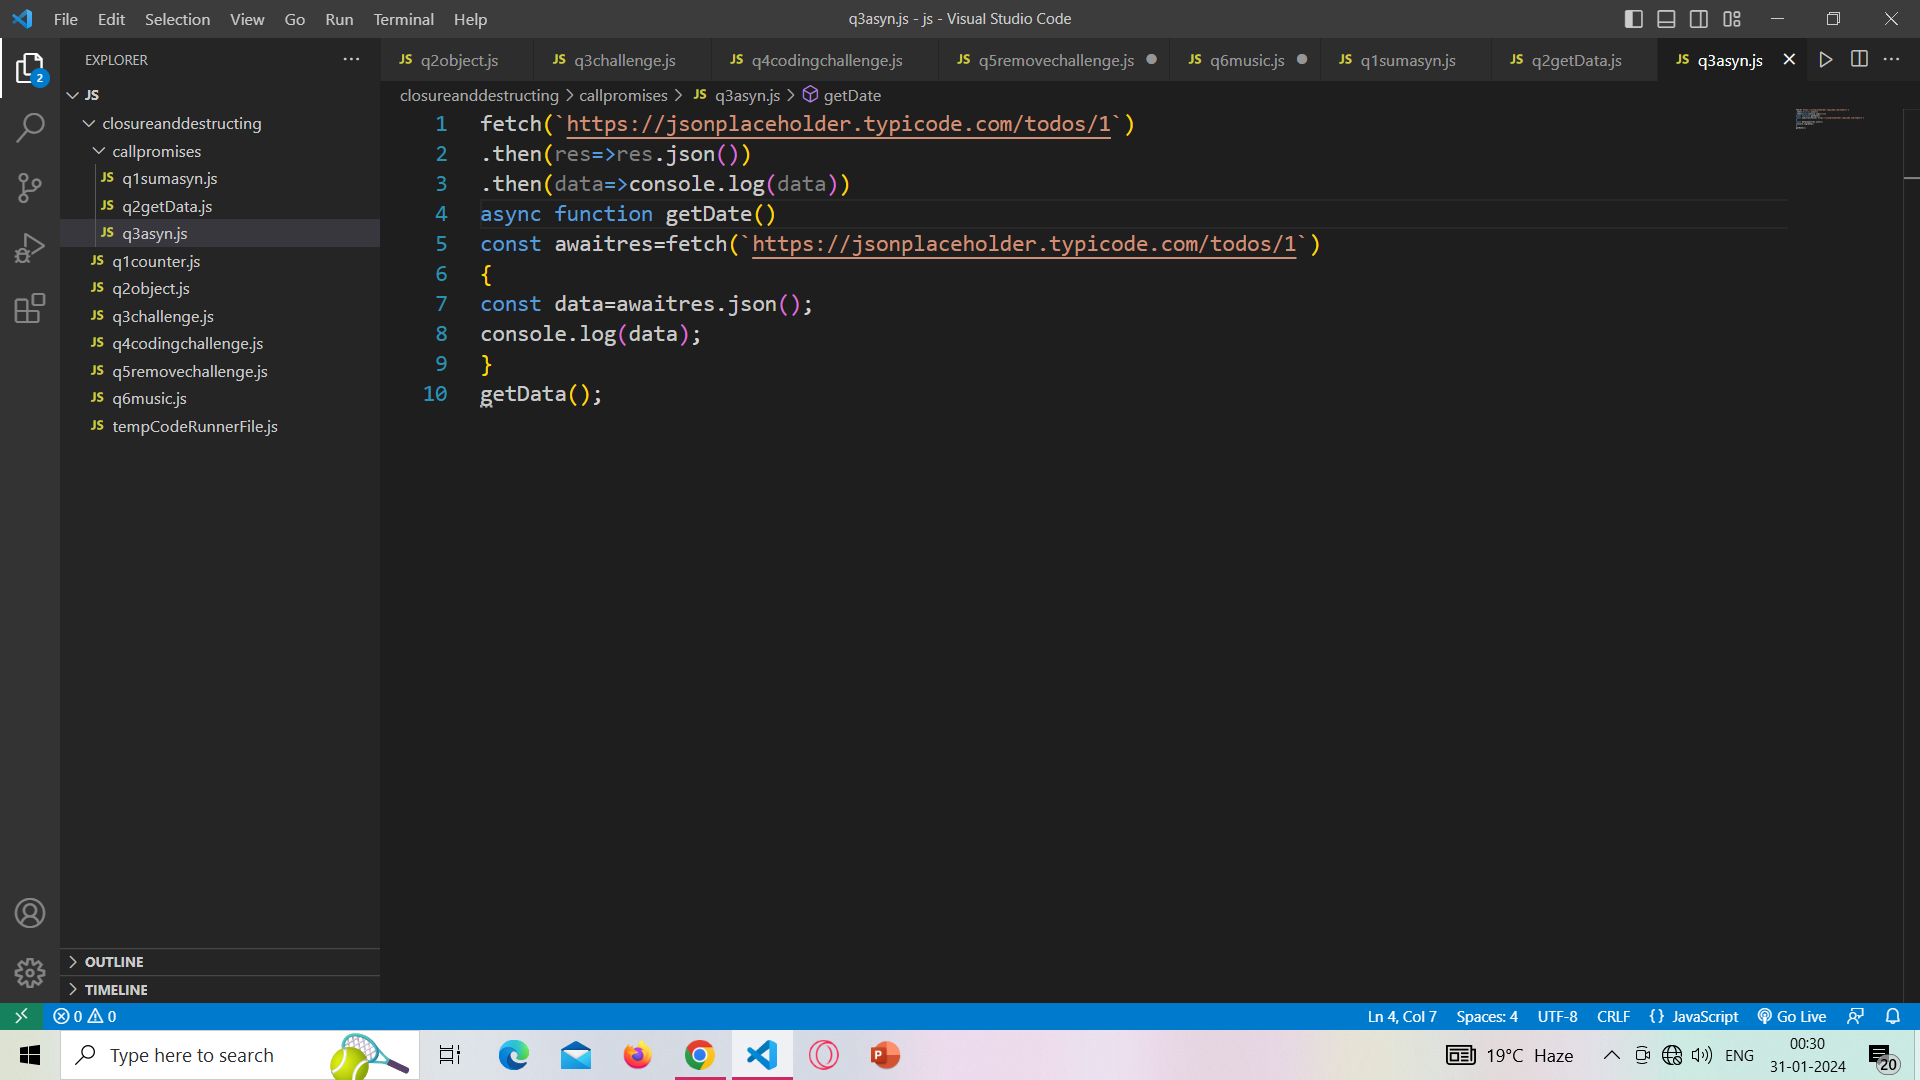 File Edit Selection View Go Run Terminal Help
q3asyn.js - js - Visual Studio Code
EXPLORER
JS q2object.js
JS q3challenge.js
JS q4codingchallenge.js
JS q5removechallenge.js
JS q6music.js
JS q1sumasyn.js
JS q2getData.js
JS q3asyn.js
2
JS
closureanddestructing
callpromises
JS q1sumasyn.js
JS q2getData.js
JS q3asyn.js
JS q1counter.js
JS q2object.js
JS q3challenge.js
JS q4codingchallenge.js
JS q5removechallenge.js
JS q6music.js
JS tempCodeRunnerFile.js
OUTLINE
TIMELINE
closureanddestructing > callpromises > JS q3asyn.js > getDate
1 fetch(`https://jsonplaceholder.typicode.com/todos/1`)
2 .then(res=>res.json())
3 .then(data=>console.log(data))
4 async function getDate()
5 const awaitres=fetch(`https://jsonplaceholder.typicode.com/todos/1`)
6 {
7 const data=awaitres.json();
8 console.log(data);
9 }
10 getData();
0 0
Ln 4, Col 7 Spaces: 4 UTF-8 CRLF {} JavaScript Go Live
Type here to search
P
19°C Haze
ENG
00:30
31-01-2024
20